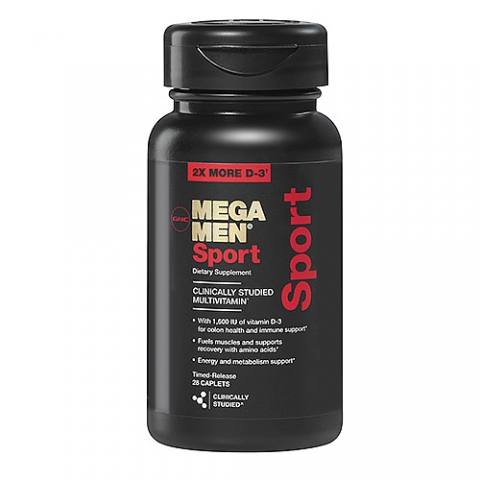 2X MORE D-3†
GNC
MEGA
MEN®
Sport
Dietary Supplement
CLINICALLY STUDIED
MULTIVITAMIN^
• With 1,600 IU of vitamin D-3
for colon health and immune support*
• Fuels muscles and supports
recovery with amino acids*
• Energy and metabolism support*
Timed-Release
28 CAPLETS
CLINICALLY
STUDIED^
Sport